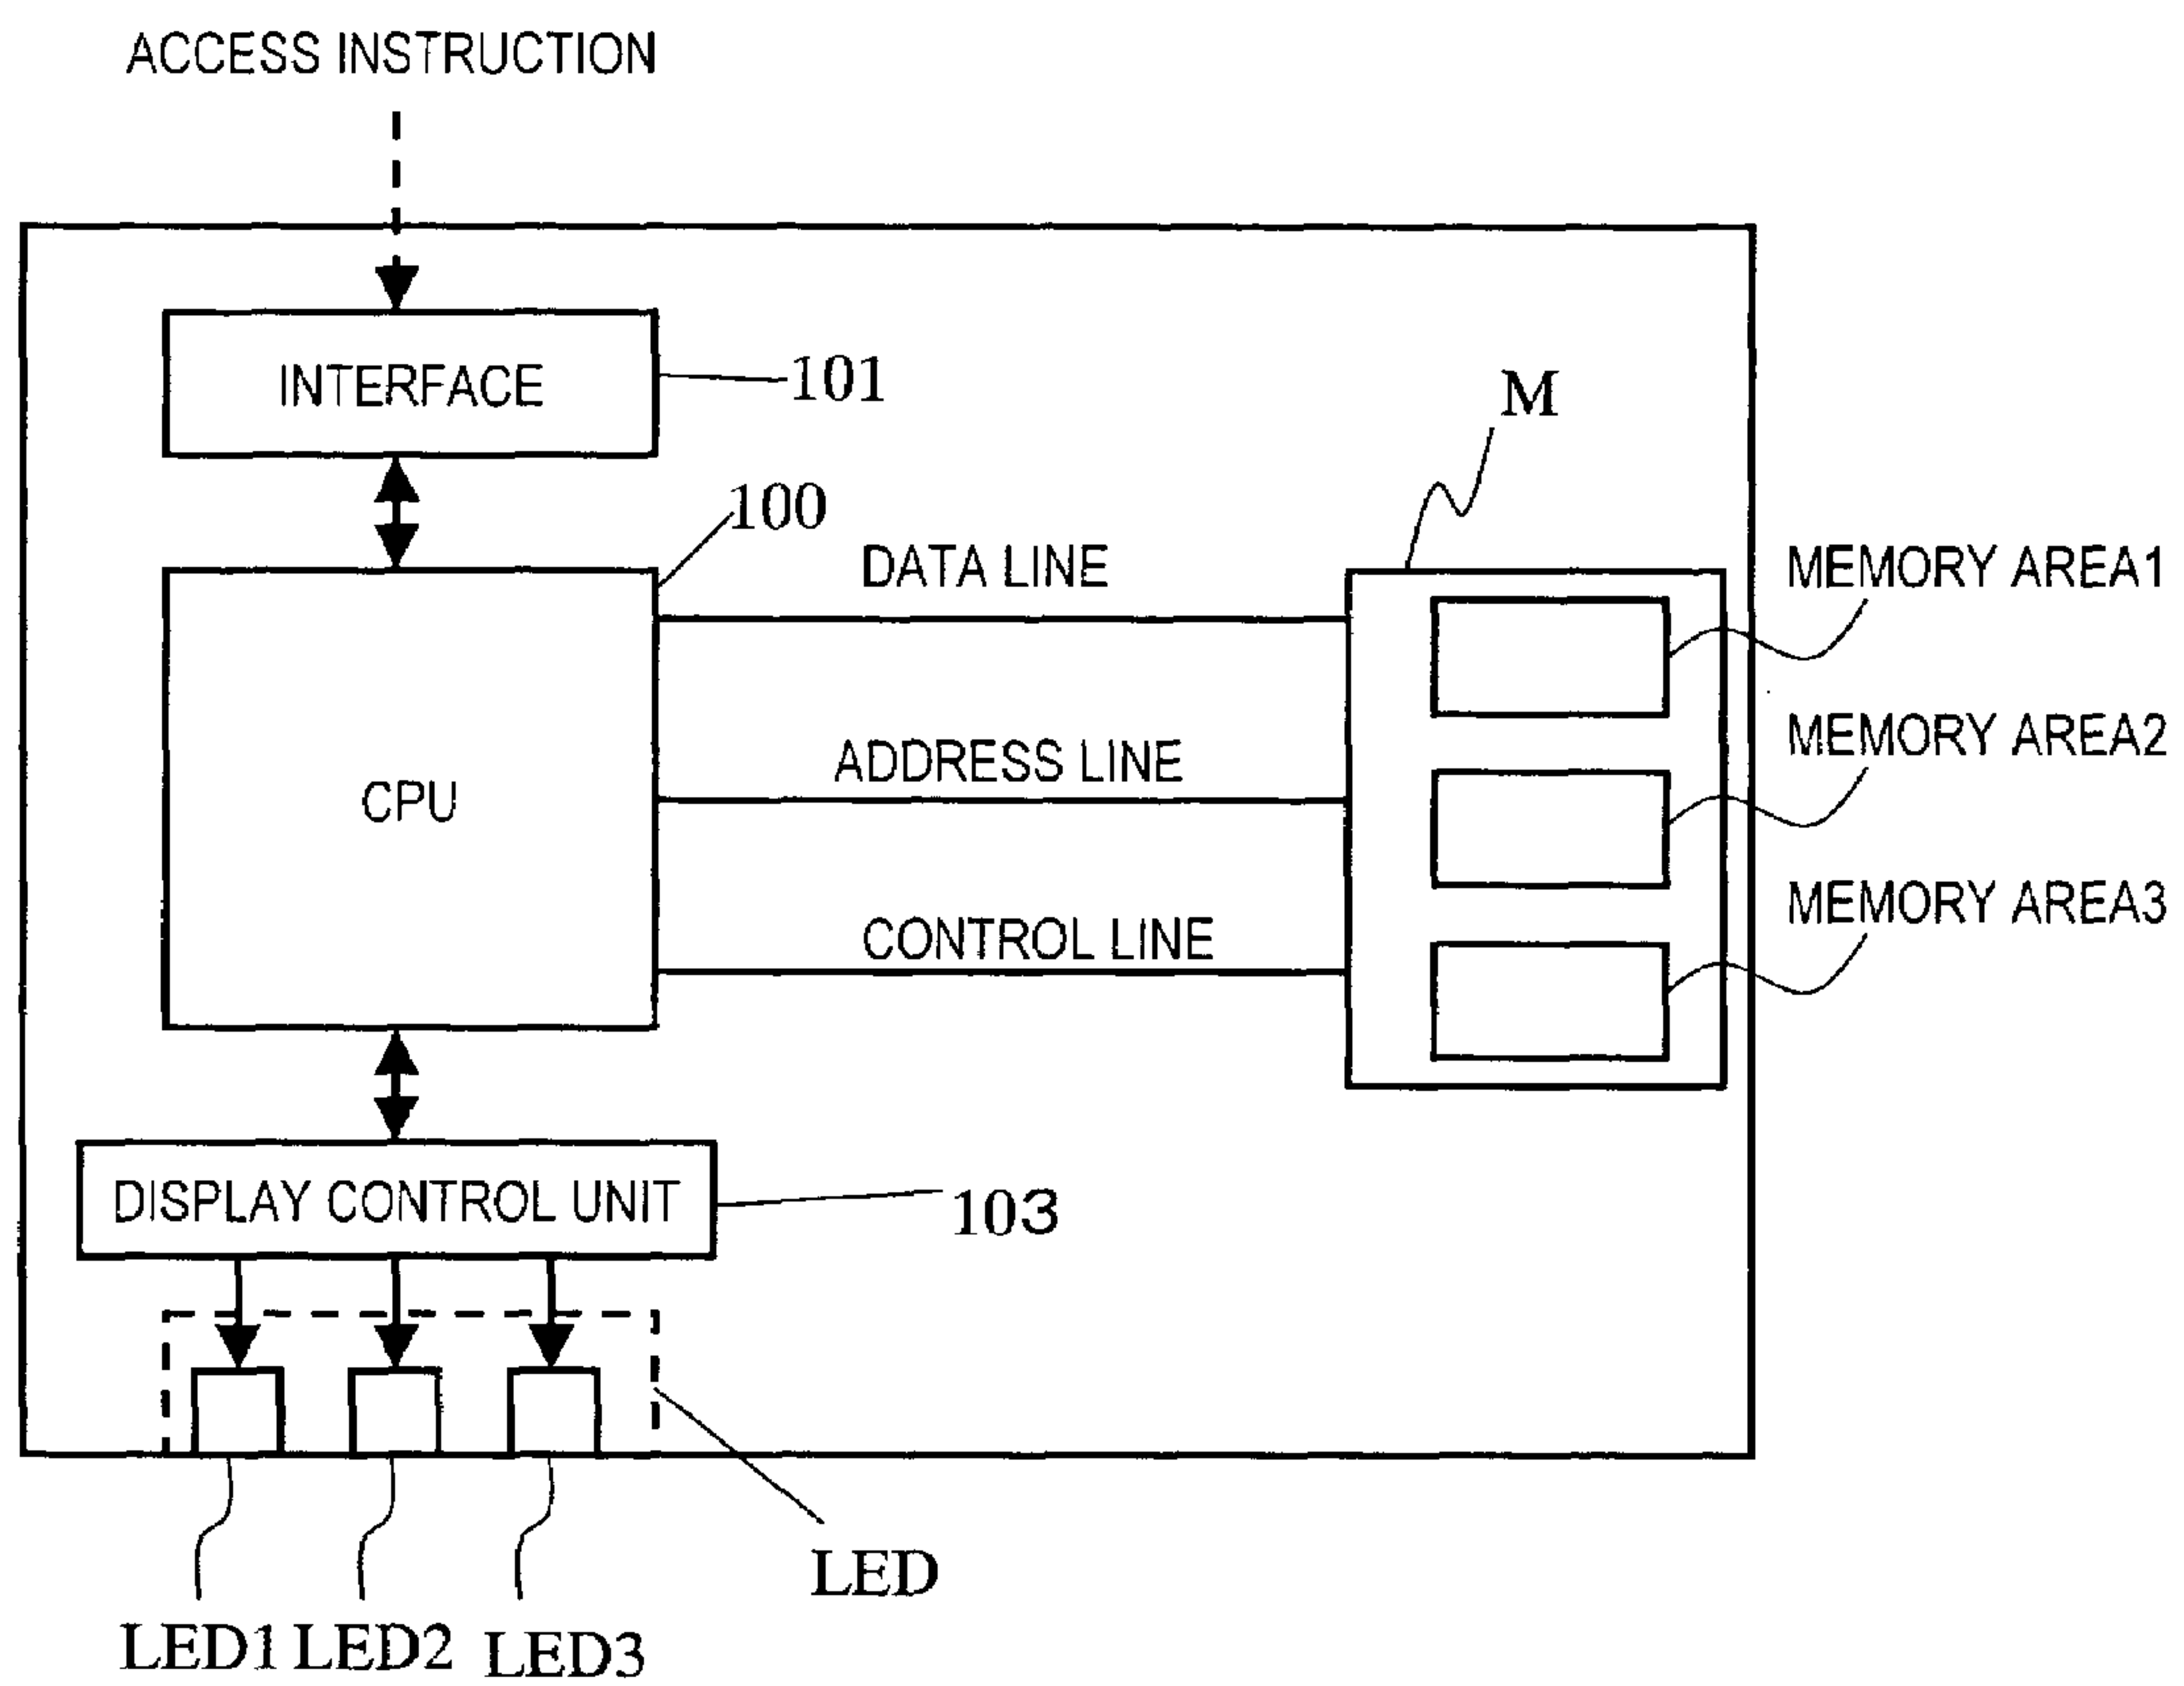 ACCESS INSTRUCTION
INTERFACE
101
M
100
DATA LINE
MEMORY AREA1
ADDRESS LINE
MEMORY AREA2
CPU
CONTROL LINE
MEMORY AREA3
DISPLAY CONTROL UNIT
103
LED
LED1 LED2 LED3